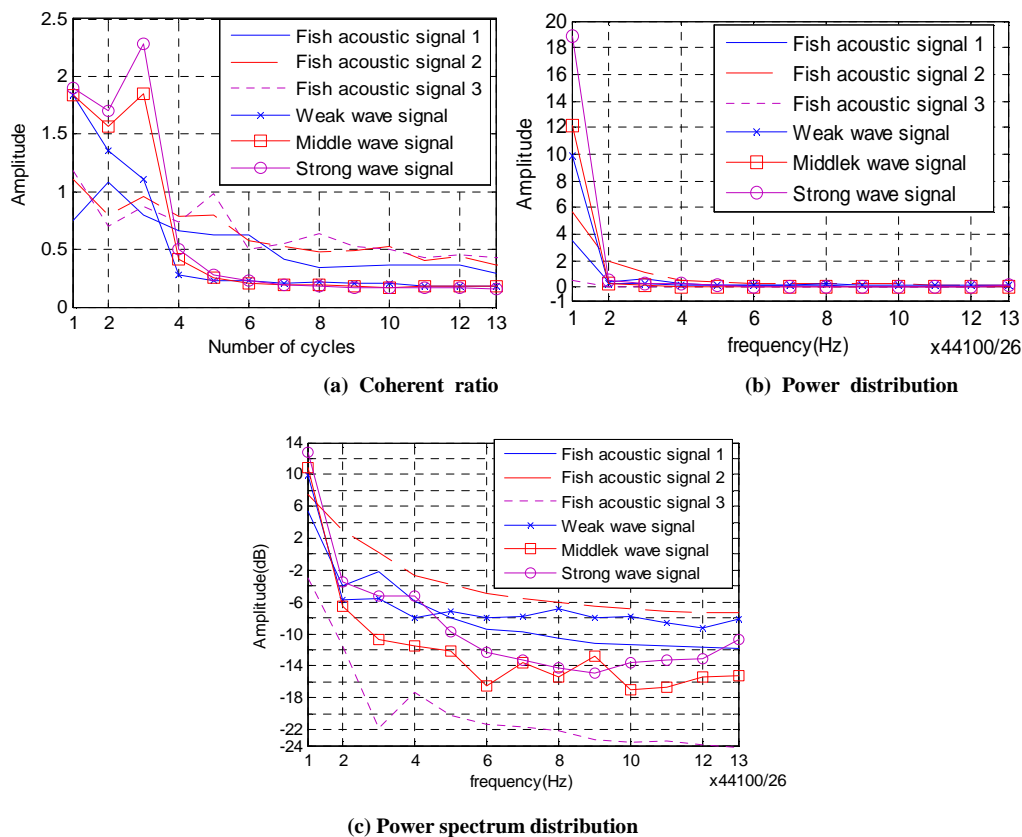 2.5
2
1.5
1
0.5
0
Amplitude
Fish acoustic signal 1
Fish acoustic signal 2
Fish acoustic signal 3
Weak wave signal
Middle wave signal
Strong wave signal
1 2 4 6 8 10 12 13
Number of cycles
(a) Coherent ratio
20
18
16
14
12
10
8
6
4
2
0
-1
Amplitude
Fish acoustic signal 1
Fish acoustic signal 2
Fish acoustic signal 3
Weak wave signal
Middlek wave signal
Strong wave signal
1 2 4 6 8 10 12 13
frequency(Hz)
x44100/26
(b) Power distribution
14
10
6
2
-2
-6
-10
-14
-18
-22
-24
Amplitude(dB)
Fish acoustic signal 1
Fish acoustic signal 2
Fish acoustic signal 3
Weak wave signal
Middlek wave signal
Strong wave signal
1 2 4 6 8 10 12 13
frequency(Hz)
x44100/26
(c) Power spectrum distribution